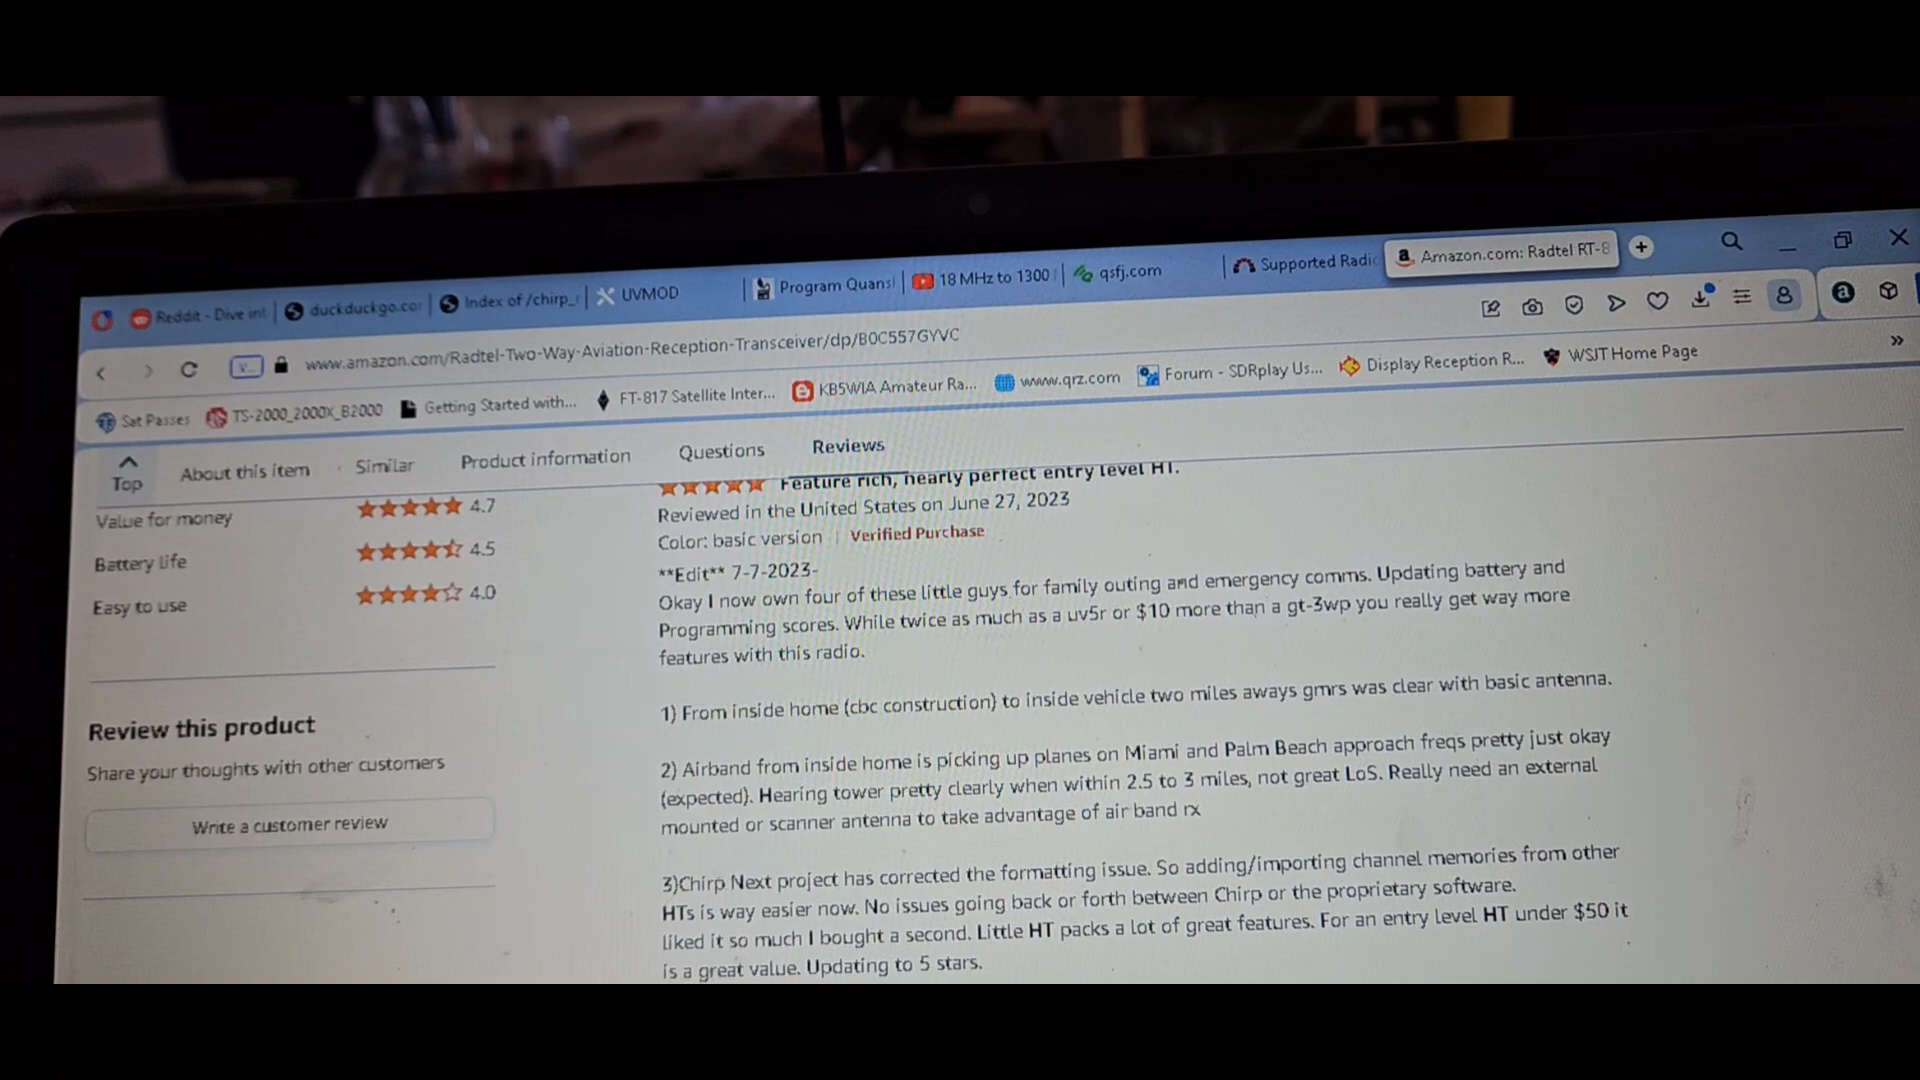 Reddit - Dive int
duckduckgo.co
Index of /chirp_
UVMOD
Program Quans
18 MHz to 1300
qsfj.com
Supported Radic
Amazon.com: Radtel RT-8
www.amazon.com/Radtel-Two-Way-Aviation-Reception-Transceiver/dp/B0C557GYVC
Sat Passes
TS-2000_2000X_B2000
Getting Started with...
FT-817 Satellite Inter...
KB5WIA Amateur Ra...
www.qrz.com
Forum - SDRplay Us...
Display Reception R...
WSJT Home Page
Top
About this item
Similar
Product information
Questions
Reviews
Value for money 4.7
Battery life 4.5
Easy to use 4.0
Review this product
Share your thoughts with other customers
Write a customer review
Feature rich, nearly perfect entry level HT.
Reviewed in the United States on June 27, 2023
Color: basic version | Verified Purchase
**Edit** 7-7-2023-
Okay I now own four of these little guys for family outing and emergency comms. Updating battery and
Programming scores. While twice as much as a uv5r or $10 more than a gt-3wp you really get way more
features with this radio.
1) From inside home (cbc construction) to inside vehicle two miles aways gmrs was clear with basic antenna.
2) Airband from inside home is picking up planes on Miami and Palm Beach approach freqs pretty just okay
(expected). Hearing tower pretty clearly when within 2.5 to 3 miles, not great LoS. Really need an external
mounted or scanner antenna to take advantage of air band rx
3)Chirp Next project has corrected the formatting issue. So adding/importing channel memories from other
HTs is way easier now. No issues going back or forth between Chirp or the proprietary software.
liked it so much I bought a second. Little HT packs a lot of great features. For an entry level HT under $50 it
is a great value. Updating to 5 stars.